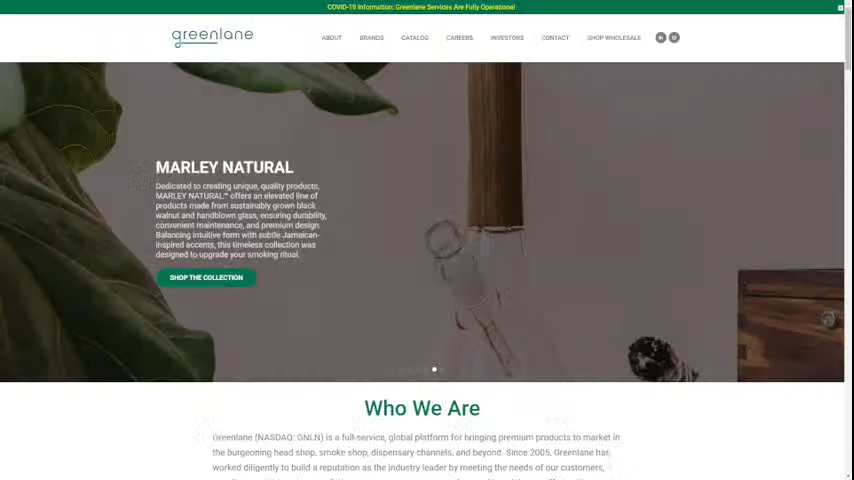 COVID-19 Information: Greenlane Services Are Fully Operational
greenlane
ABOUT BRANDS CATALOG CAREERS INVESTORS CONTACT SHOP WHOLESALE
MARLEY NATURAL
Dedicated to creating unique, quality products,
MARLEY NATURAL™ offers an elevated line of
products made from sustainably grown black
walnut and handblown glass, ensuring durability,
convenient maintenance, and premium design.
Balancing intuitive form with subtle Jamaican-
inspired accents, this timeless collection was
designed to upgrade your smoking ritual.
SHOP THE COLLECTION
Who We Are
Greenlane (NASDAQ: GNLN) is a full-service, global platform for bringing premium products to market in
the burgeoning head shop, smoke shop, dispensary channels, and beyond. Since 2005, Greenlane has
worked diligently to build a reputation as the industry leader by meeting the needs of our customers,